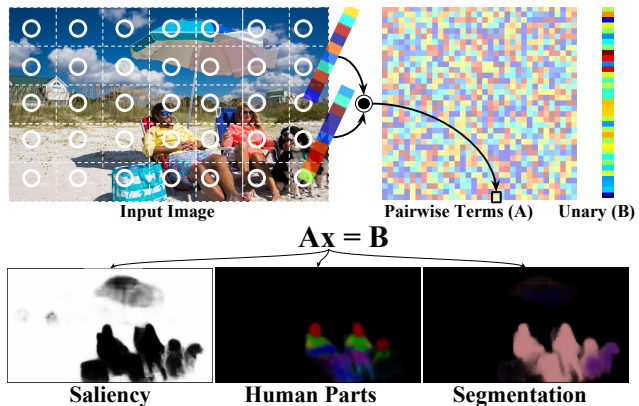 Input Image
Pairwise Terms (A)
Unary (B)
Ax = B
Saliency
Human Parts
Segmentation